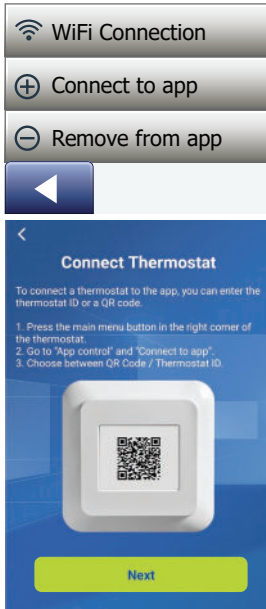 WiFi Connection
Connect to app
Remove from app
Connect Thermostat
To connect a thermostat to the app, you can enter the
thermostat ID or a QR code.
1. Press the main menu button in the right corner of
the thermostat.
2. Go to "App control" and "Connect to app".
3. Choose between QR Code / Thermostat ID.
Next